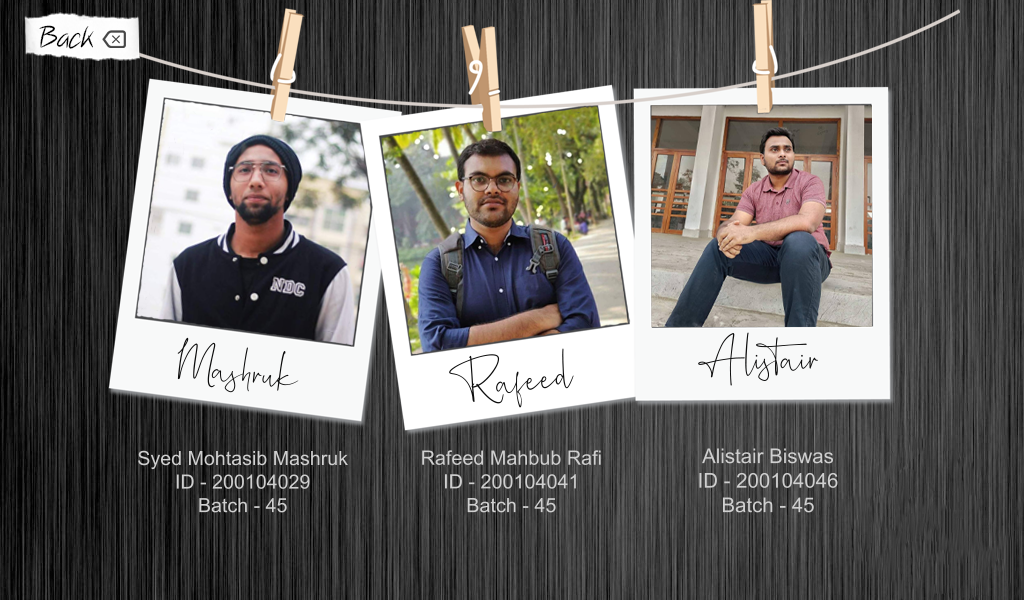 Back
NDC
Mashruk
Rafeed
Alistair
Syed Mohtasib Mashruk
ID - 200104029
Batch - 45
Rafeed Mahbub Rafi
ID - 200104041
Batch - 45
Alistair Biswas
ID - 200104046
Batch - 45